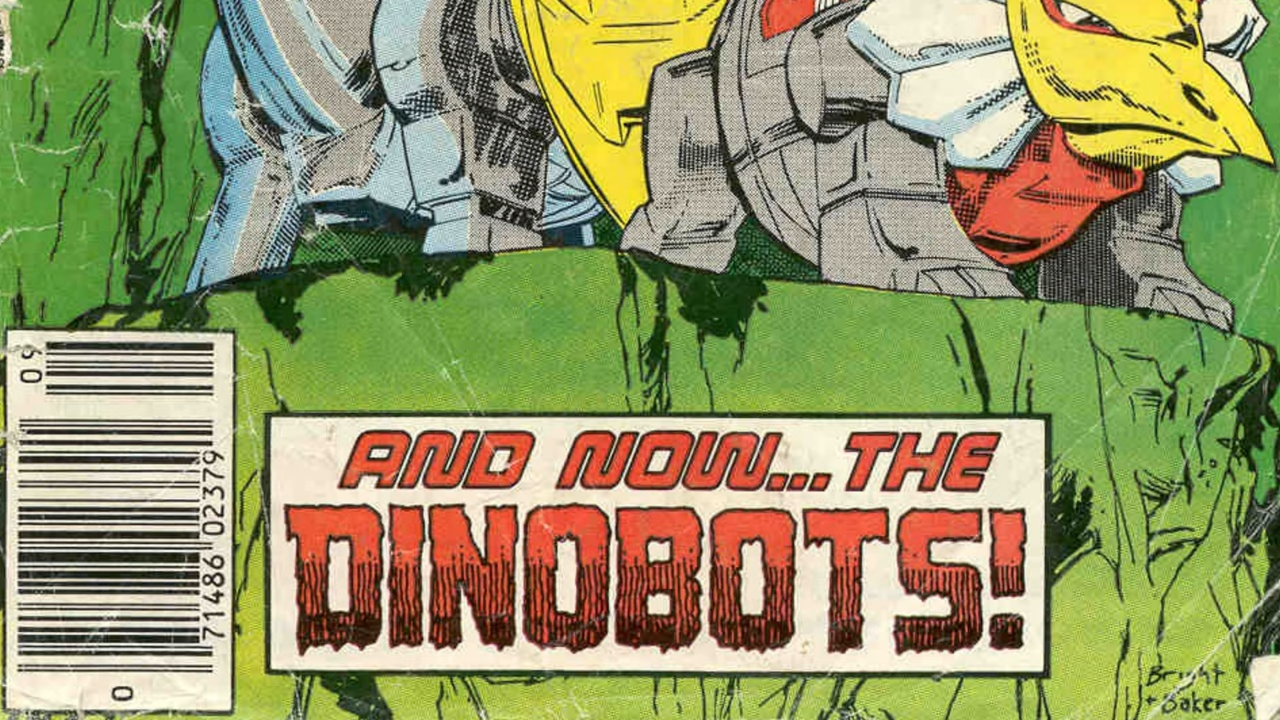 09
71486 02379
0
AND NOW... THE
DINOBOTS!
Bright
+ Baker